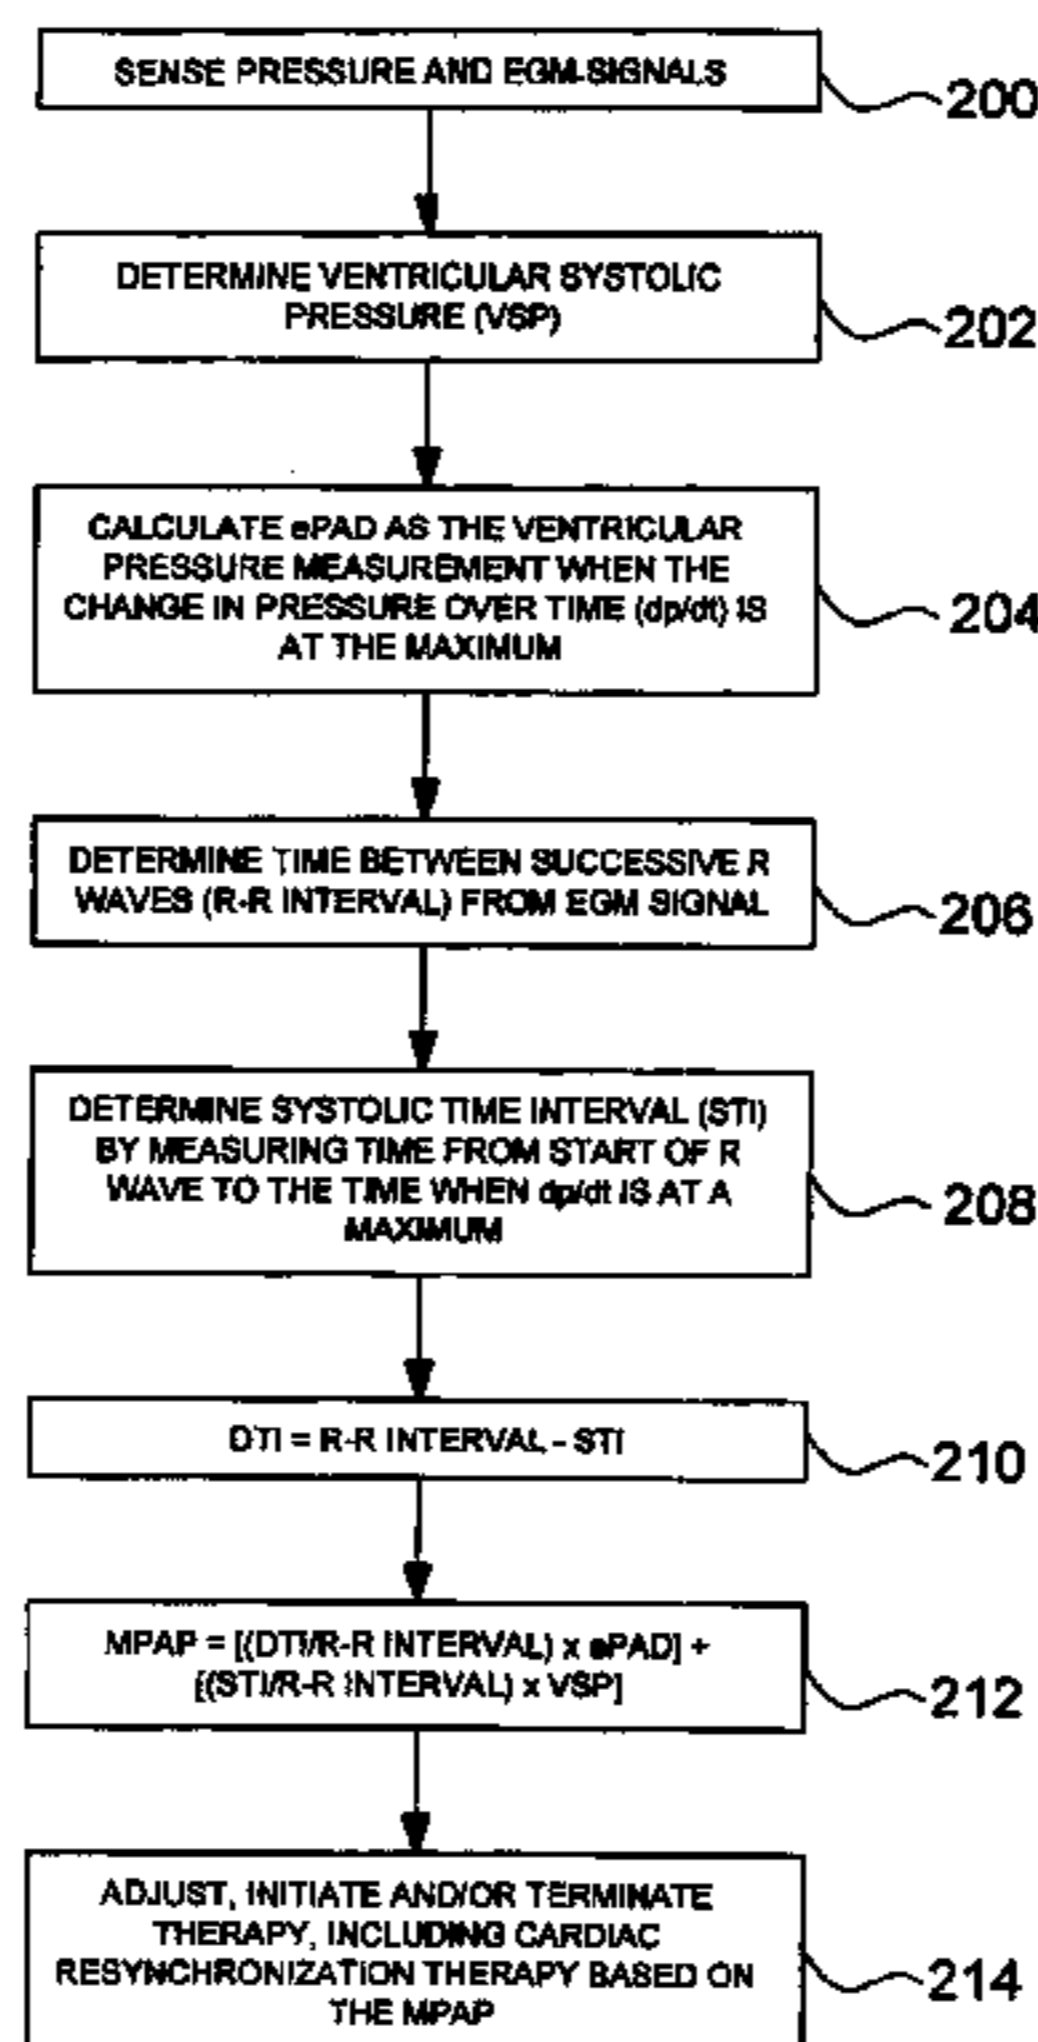 SENSE PRESSURE AND EGM-SIGNALS
200
DETERMINE VENTRICULAR SYSTOLIC
PRESSURE (VSP)
202
CALCULATE ePAD AS THE VENTRICULAR
PRESSURE MEASUREMENT WHEN THE
CHANGE IN PRESSURE OVER TIME (dp/dt) IS
AT THE MAXIMUM
204
DETERMINE TIME BETWEEN SUCCESSIVE R
WAVES (R-R INTERVAL) FROM EGM SIGNAL
206
DETERMINE SYSTOLIC TIME INTERVAL (STI)
BY MEASURING TIME FROM START OF R
WAVE TO THE TIME WHEN dp/dt IS AT A
MAXIMUM
208
DTI = R-R INTERVAL - STI
210
MPAP = [(DTI/R-R INTERVAL) x ePAD] +
[(STI/R-R INTERVAL) x VSP]
212
ADJUST, INITIATE AND/OR TERMINATE
THERAPY, INCLUDING CARDIAC
RESYNCHRONIZATION THERAPY BASED ON
THE MPAP
214